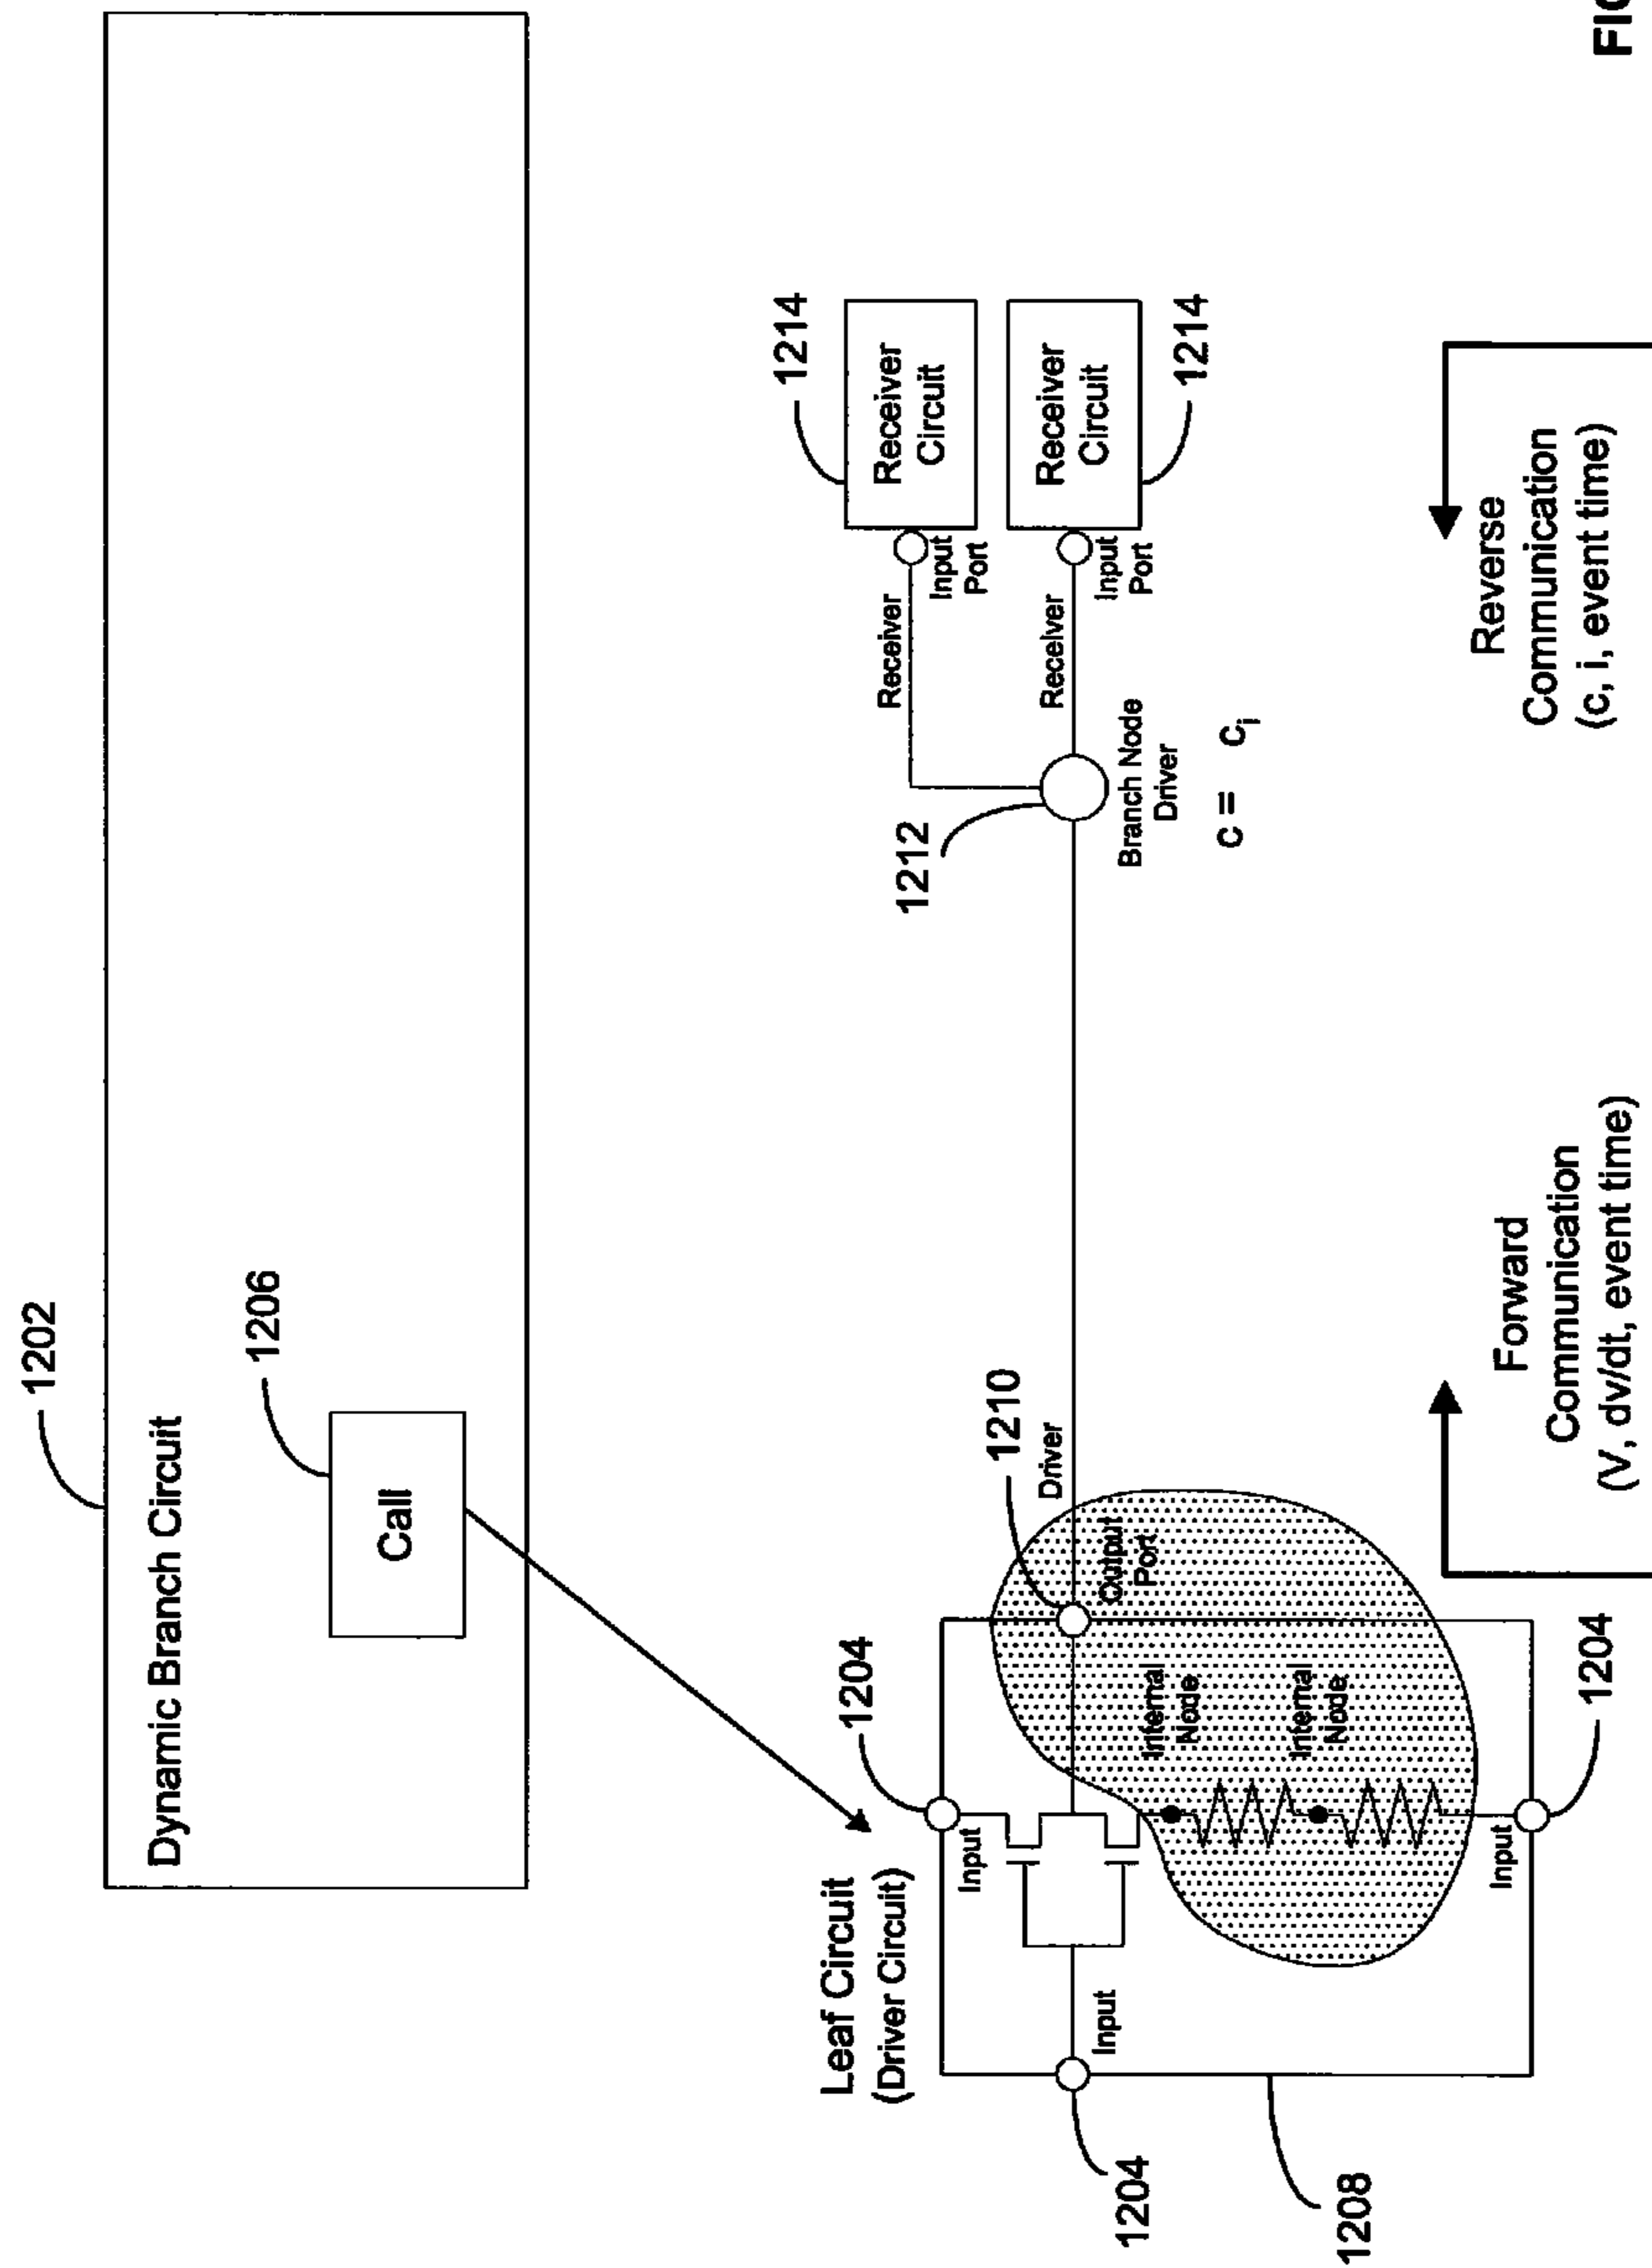 1202
Dynamic Branch Circuit
1206
Call
Leaf Circuit
(Driver Circuit)
1204
Input
1210
Driver
Output
Port
Internal
Node
Internal
Node
Input
1204
Input
1204
1208
1212
Branch Node
Driver
c = cᵢ
Receiver
Receiver
Input
Port
Input
Port
1214
Receiver
Circuit
Receiver
Circuit
1214
Forward
Communication
(V, dv/dt, event time)
Reverse
Communication
(c, i, event time)